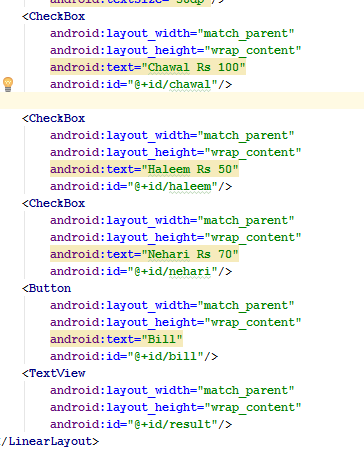 <CheckBox
android:layout_width="match_parent"
android:layout_height="wrap_content"
android:text="Chawal Rs 100"
android:id="@+id/chawal"/>
<CheckBox
android:layout_width="match_parent"
android:layout_height="wrap_content"
android:text="Haleem Rs 50"
android:id="@+id/haleem"/>
<CheckBox
android:layout_width="match_parent"
android:layout_height="wrap_content"
android:text="Nehari Rs 70"
android:id="@+id/nehari"/>
<Button
android:layout_width="match_parent"
android:layout_height="wrap_content"
android:text="Bill"
android:id="@+id/bill"/>
<TextView
android:layout_width="match_parent"
android:layout_height="wrap_content"
android:id="@+id/result"/>
/LinearLayout>